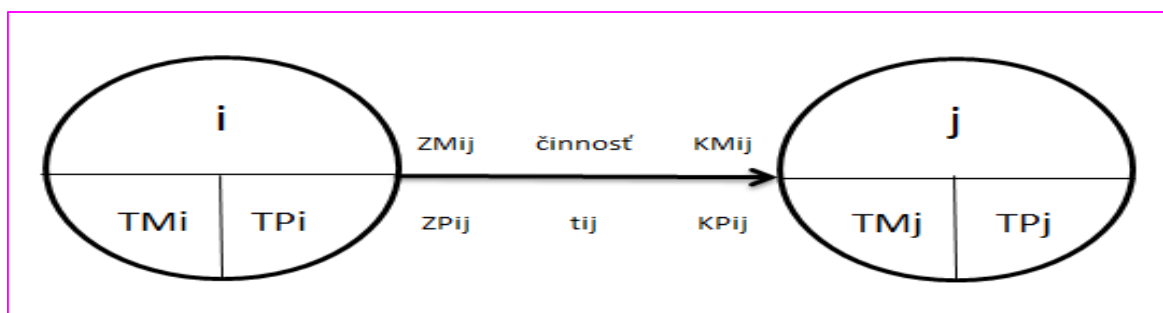 i
j
ZMij činnosť KMij
TMi TPi
ZPij tij KPij
TMj TPj